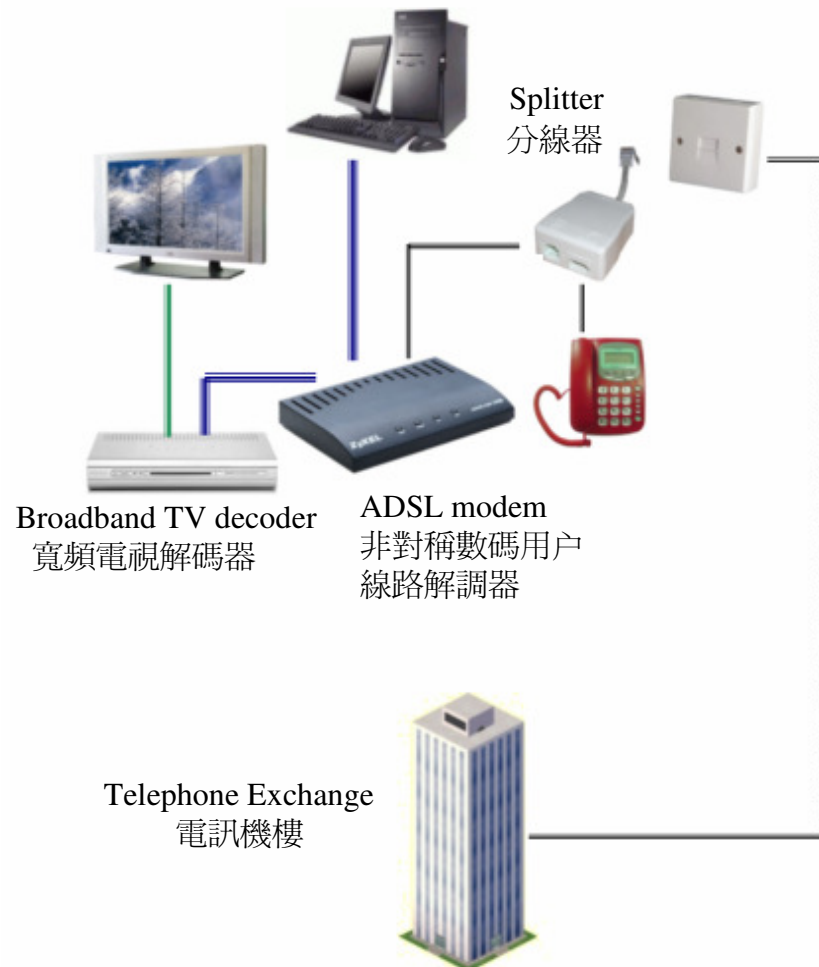 Splitter
分線器
ZyXEL
Broadband TV decoder
寬頻電視解碼器
ADSL modem
非對稱數碼用户
線路解調器
Telephone Exchange
電訊機樓